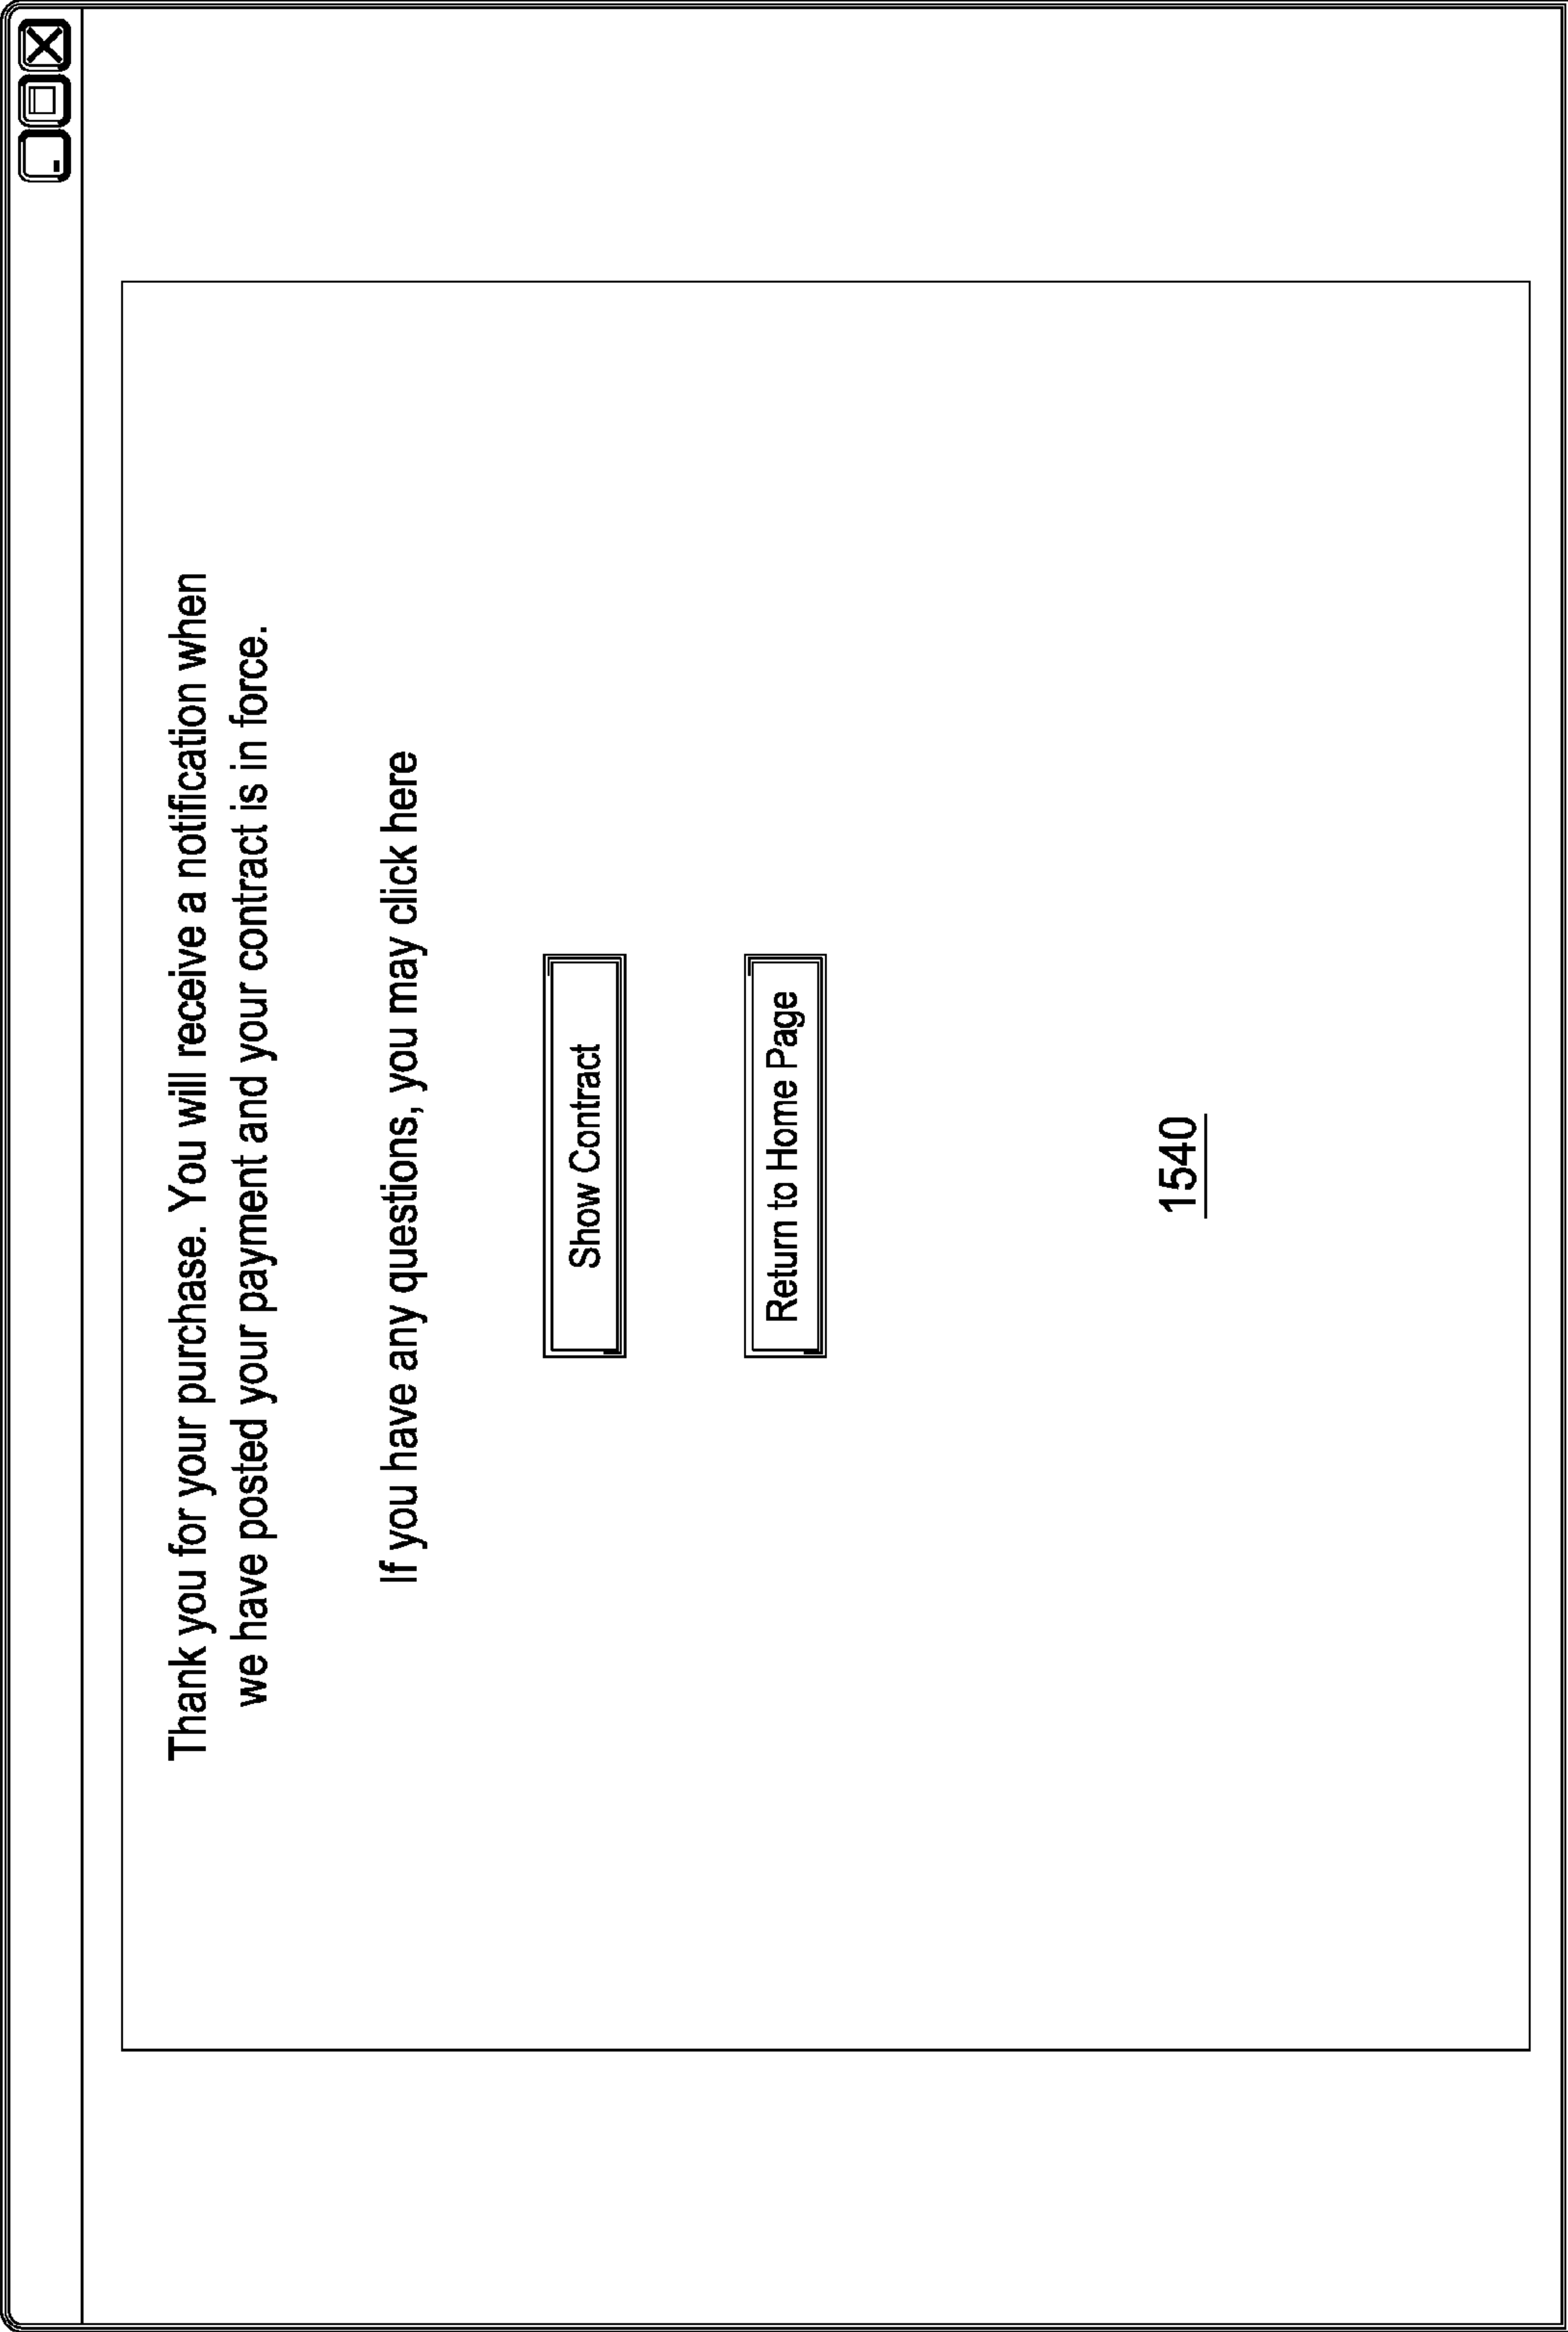 Thank you for your purchase. You will receive a notification when
we have posted your payment and your contract is in force.
If you have any questions, you may click here
Show Contract
Return to Home Page
1540